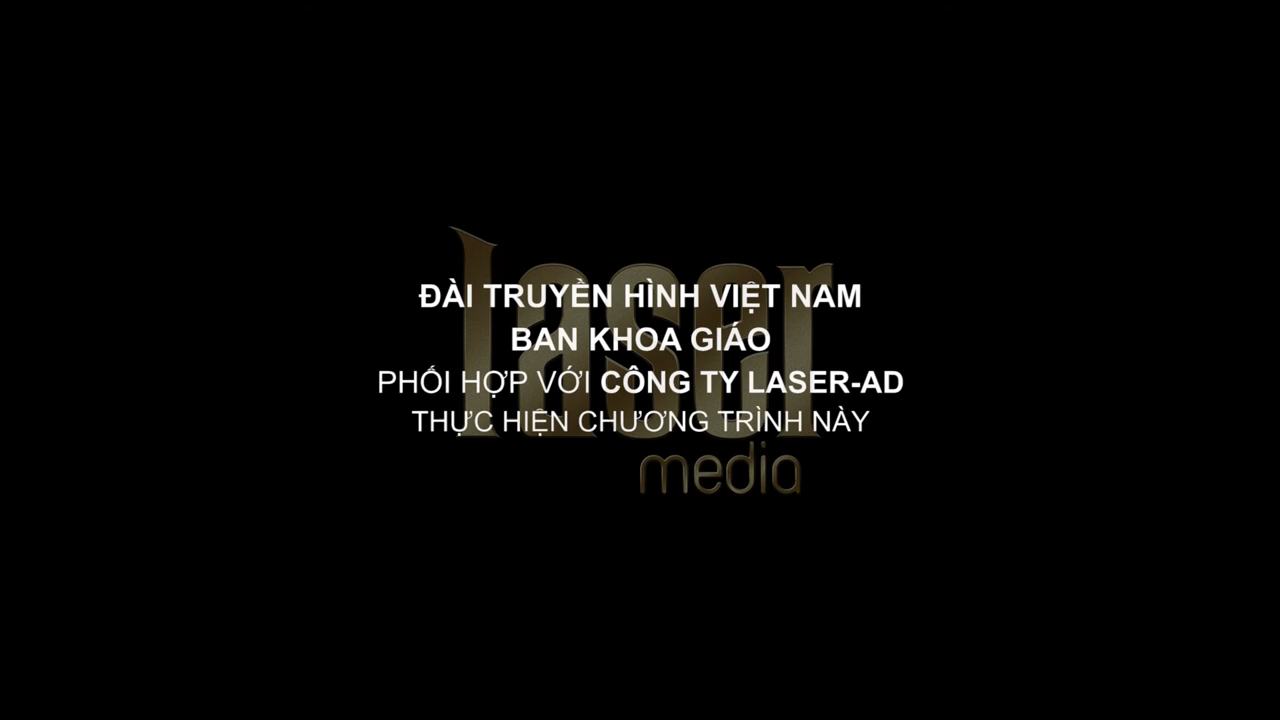 ĐÀI TRUYỀN HÌNH VIỆT NAM
BAN KHOA GIÁO
PHỐI HỢP VỚI CÔNG TY LASER-AD
THỰC HIỆN CHƯƠNG TRÌNH NÀY
laser
media